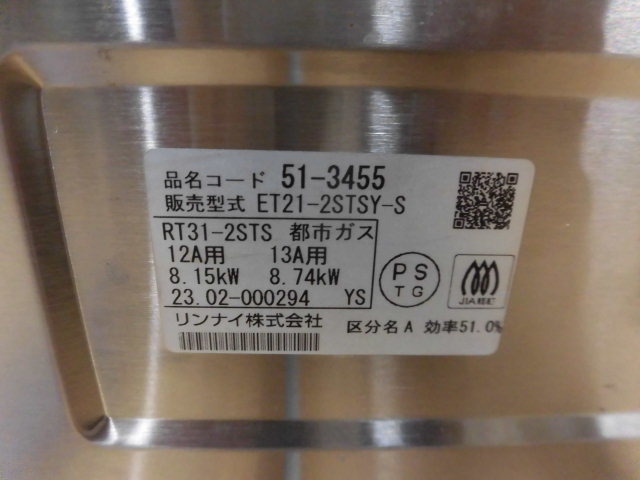 品名コード 51-3455
販売型式 ET21-2STSY-S
RT31-2STS 都市ガス
12A用 13A用
8.15kW 8.74kW
23.02-000294 YS
リンナイ株式会社
PS
TG
JIA
区分名 A 効率51.0%